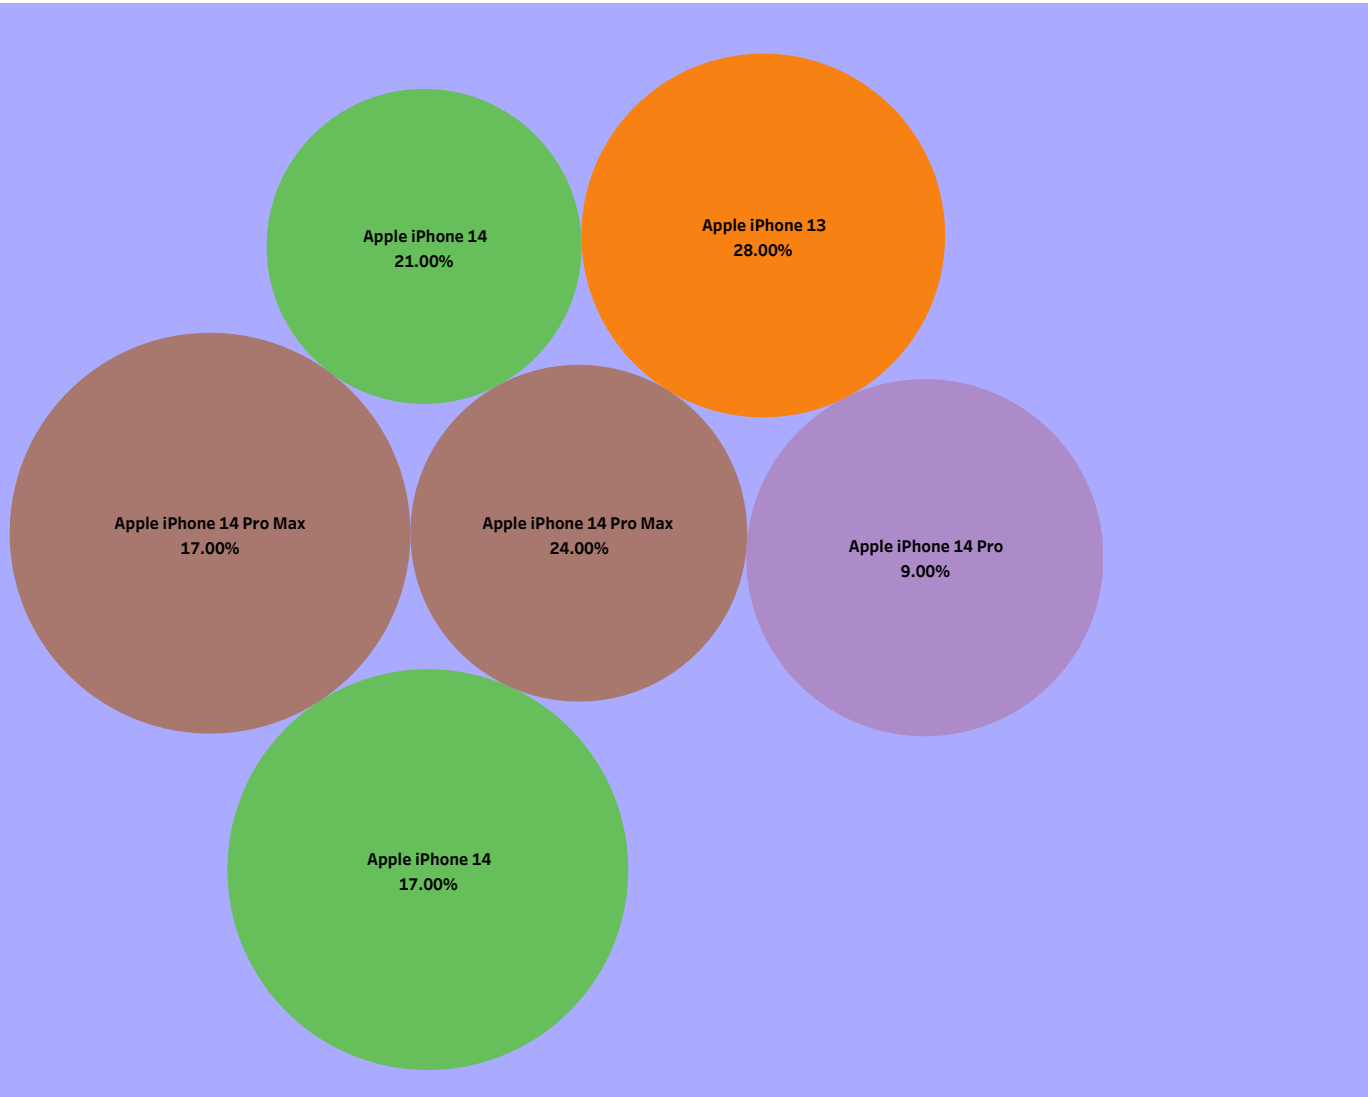 Apple iPhone 14
21.00%
Apple iPhone 13
28.00%
Apple iPhone 14 Pro Max
17.00%
Apple iPhone 14 Pro Max
24.00%
Apple iPhone 14 Pro
9.00%
Apple iPhone 14
17.00%